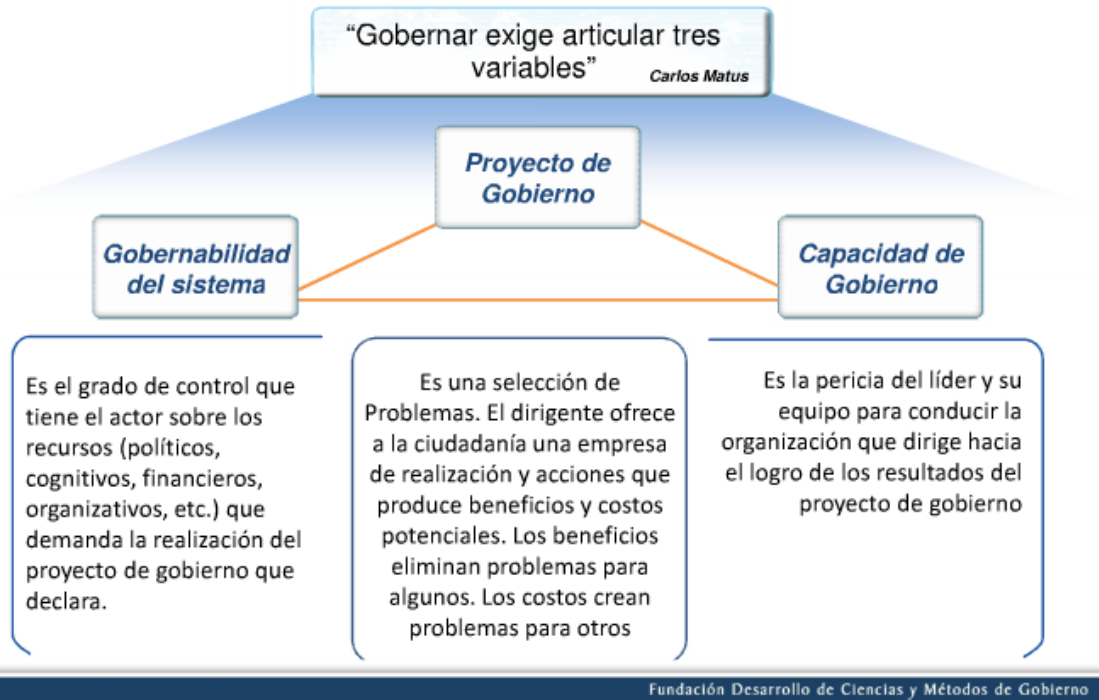 “Gobernar exige articular tres
variables”
Carlos Matus
Proyecto de
Gobierno
Gobernabilidad
del sistema
Capacidad de
Gobierno
Es el grado de control que
tiene el actor sobre los
recursos (políticos,
cognitivos, financieros,
organizativos, etc.) que
demanda la realización del
proyecto de gobierno que
declara.
Es una selección de
Problemas. El dirigente ofrece
a la ciudadanía una empresa
de realización y acciones que
produce beneficios y costos
potenciales. Los beneficios
eliminan problemas para
algunos. Los costos crean
problemas para otros
Es la pericia del líder y su
equipo para conducir la
organización que dirige hacia
el logro de los resultados del
proyecto de gobierno
Fundación Desarrollo de Ciencias y Métodos de Gobierno